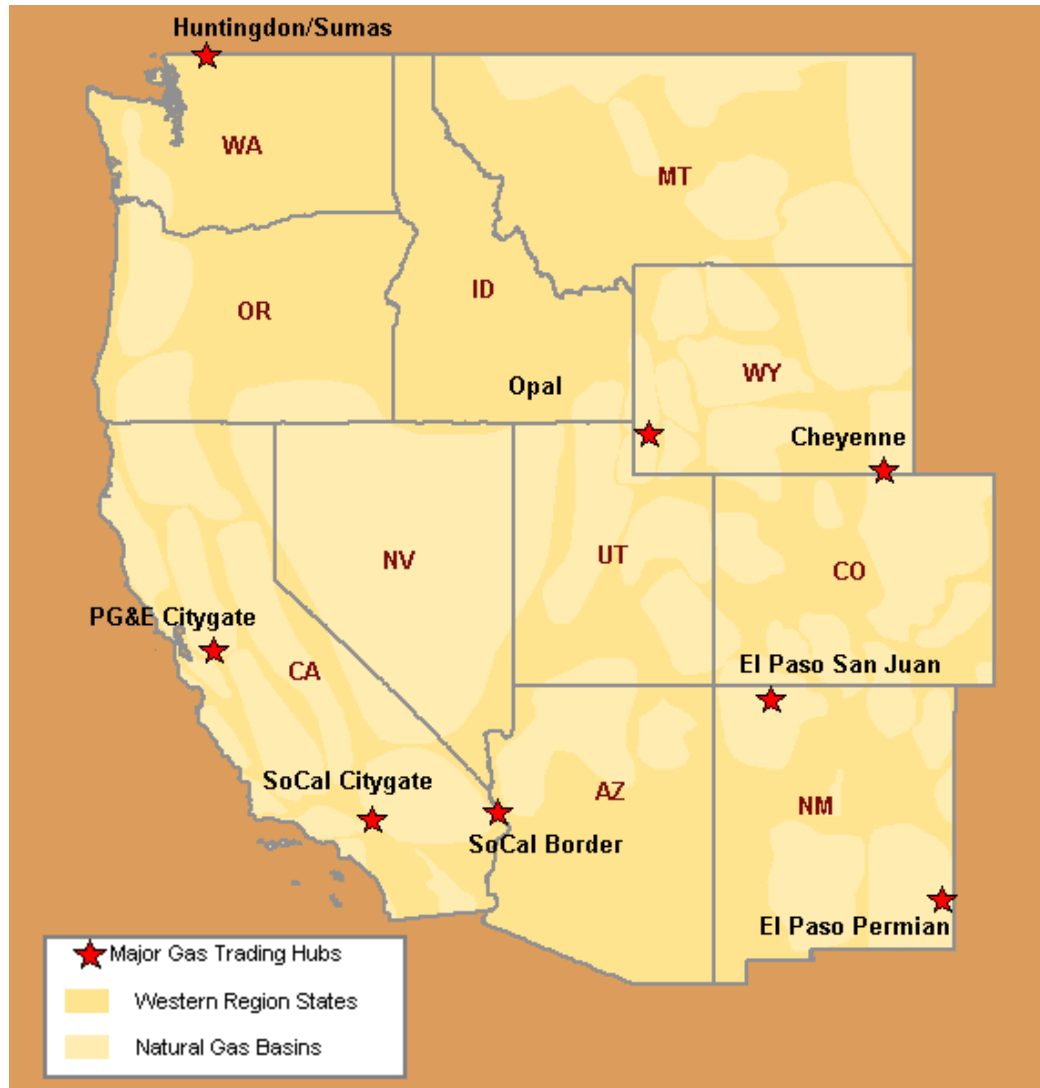 Huntingdon/Sumas
WA
MT
ID
OR
WY
Opal
Cheyenne
NV
UT
CO
PG&E Citygate
El Paso San Juan
CA
SoCal Citygate
AZ
NM
SoCal Border
El Paso Permian
Major Gas Trading Hubs
Western Region States
Natural Gas Basins